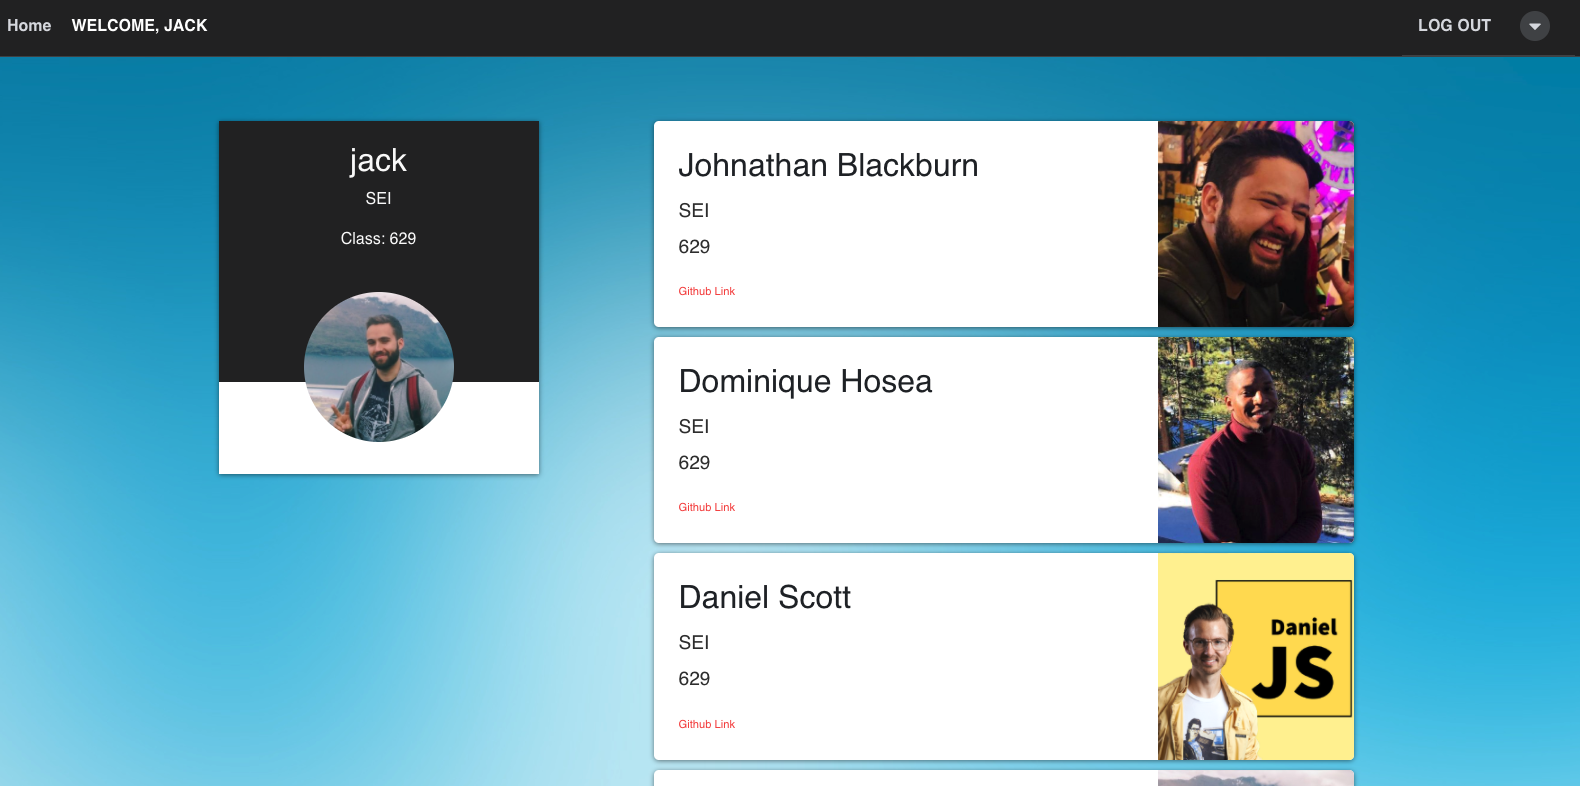 Home WELCOME, JACK LOG OUT
jack
SEI
Class: 629
Johnathan Blackburn
SEI
629
Github Link
Dominique Hosea
SEI
629
Github Link
Daniel Scott
SEI
629
Github Link
Daniel
JS